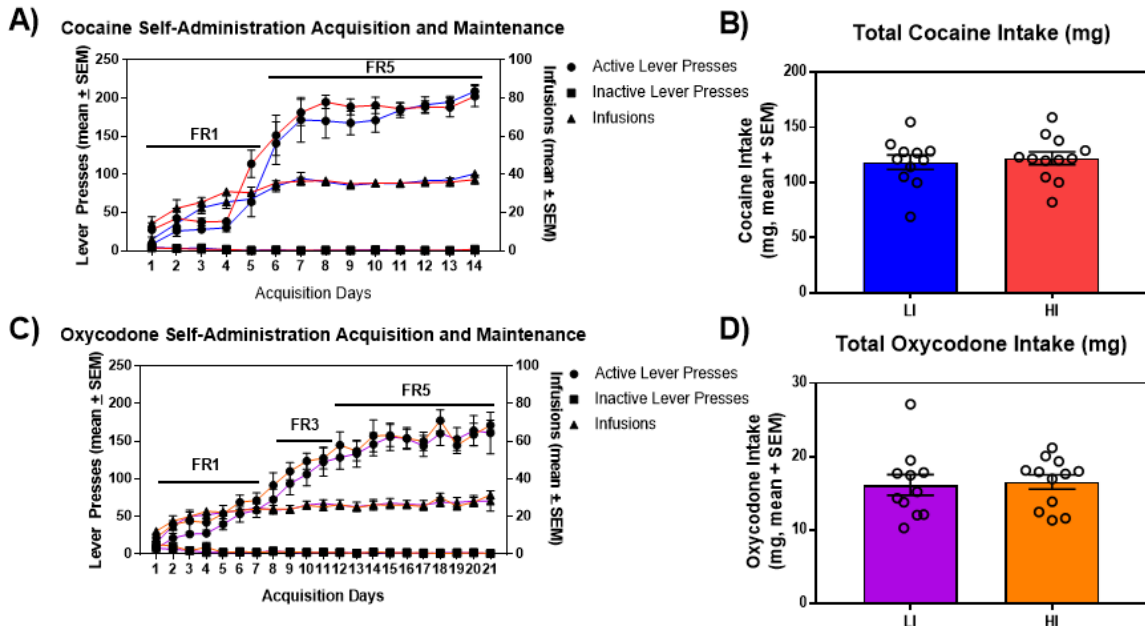 A)
Cocaine Self-Administration Acquisition and Maintenance
Lever Presses (mean ± SEM)
250
200
150
100
50
0
FR1
FR5
100
80
60
40
20
0
Infusions (mean ± SEM)
1 2 3 4 5 6 7 8 9 10 11 12 13 14
Acquisition Days
Active Lever Presses
Inactive Lever Presses
Infusions
B)
Total Cocaine Intake (mg)
Cocaine Intake
(mg, mean + SEM)
200
150
100
50
0
LI HI
C)
Oxycodone Self-Administration Acquisition and Maintenance
Lever Presses (mean ± SEM)
250
200
150
100
50
0
FR1
FR3
FR5
100
80
60
40
20
0
Infusions (mean ± SEM)
1 2 3 4 5 6 7 8 9 10 11 12 13 14 15 16 17 18 19 20 21
Acquisition Days
Active Lever Presses
Inactive Lever Presses
Infusions
D)
Total Oxycodone Intake (mg)
Oxycodone Intake
(mg, mean + SEM)
30
20
10
0
LI HI